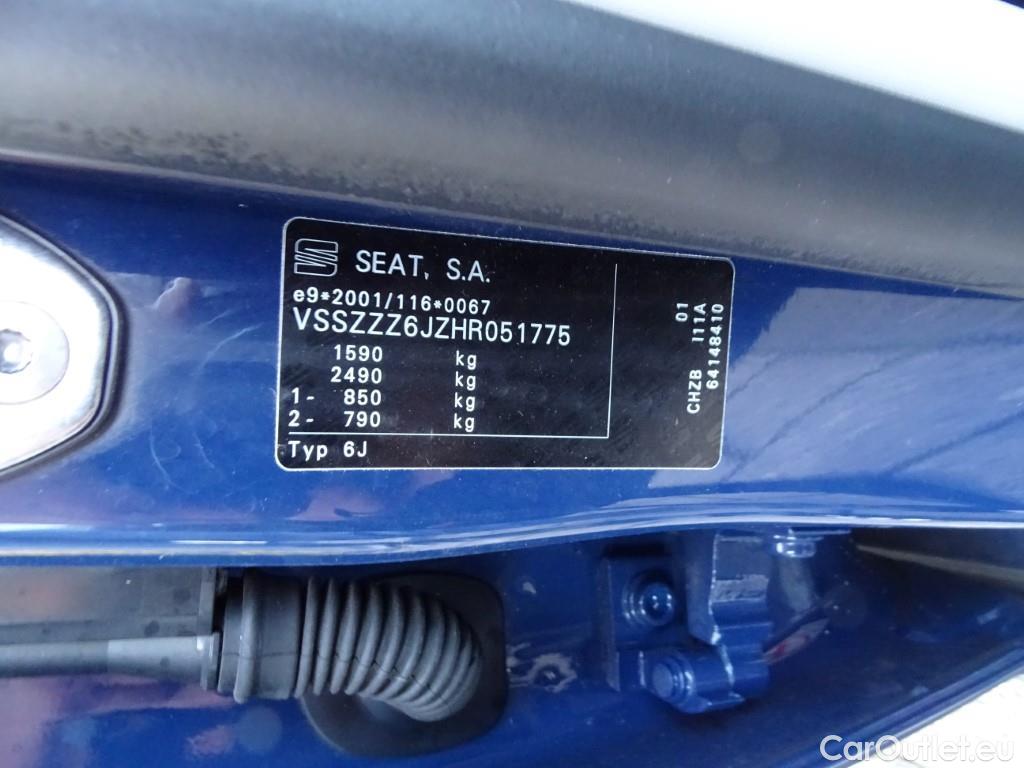 SEAT, S.A.
e9*2001/116*0067
VSSZZZ6JZHR051775
1590 kg
2490 kg
1- 850 kg
2- 790 kg
Typ 6J
01
CHZB I11A
64148410
CarOutlet.eu